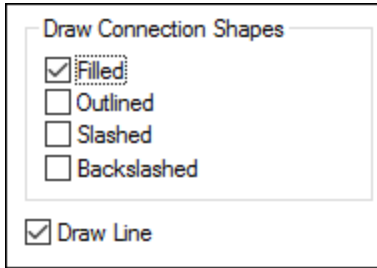 Draw Connection Shapes
Filled
Outlined
Slashed
Backslashed
Draw Line